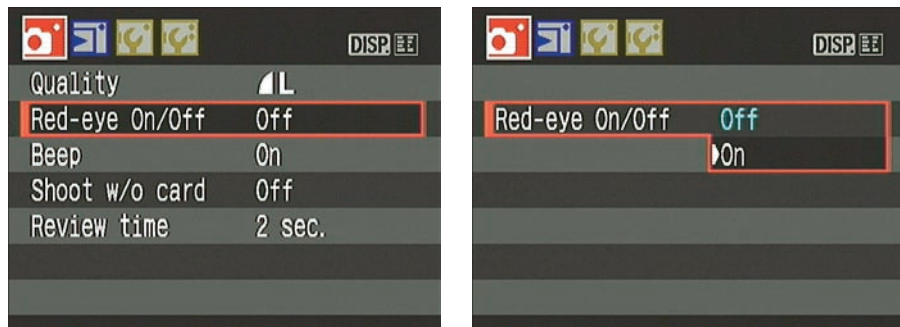 DISP.
Quality L
Red-eye On/Off Off
Beep On
Shoot w/o card Off
Review time 2 sec.
DISP.
Red-eye On/Off Off
On